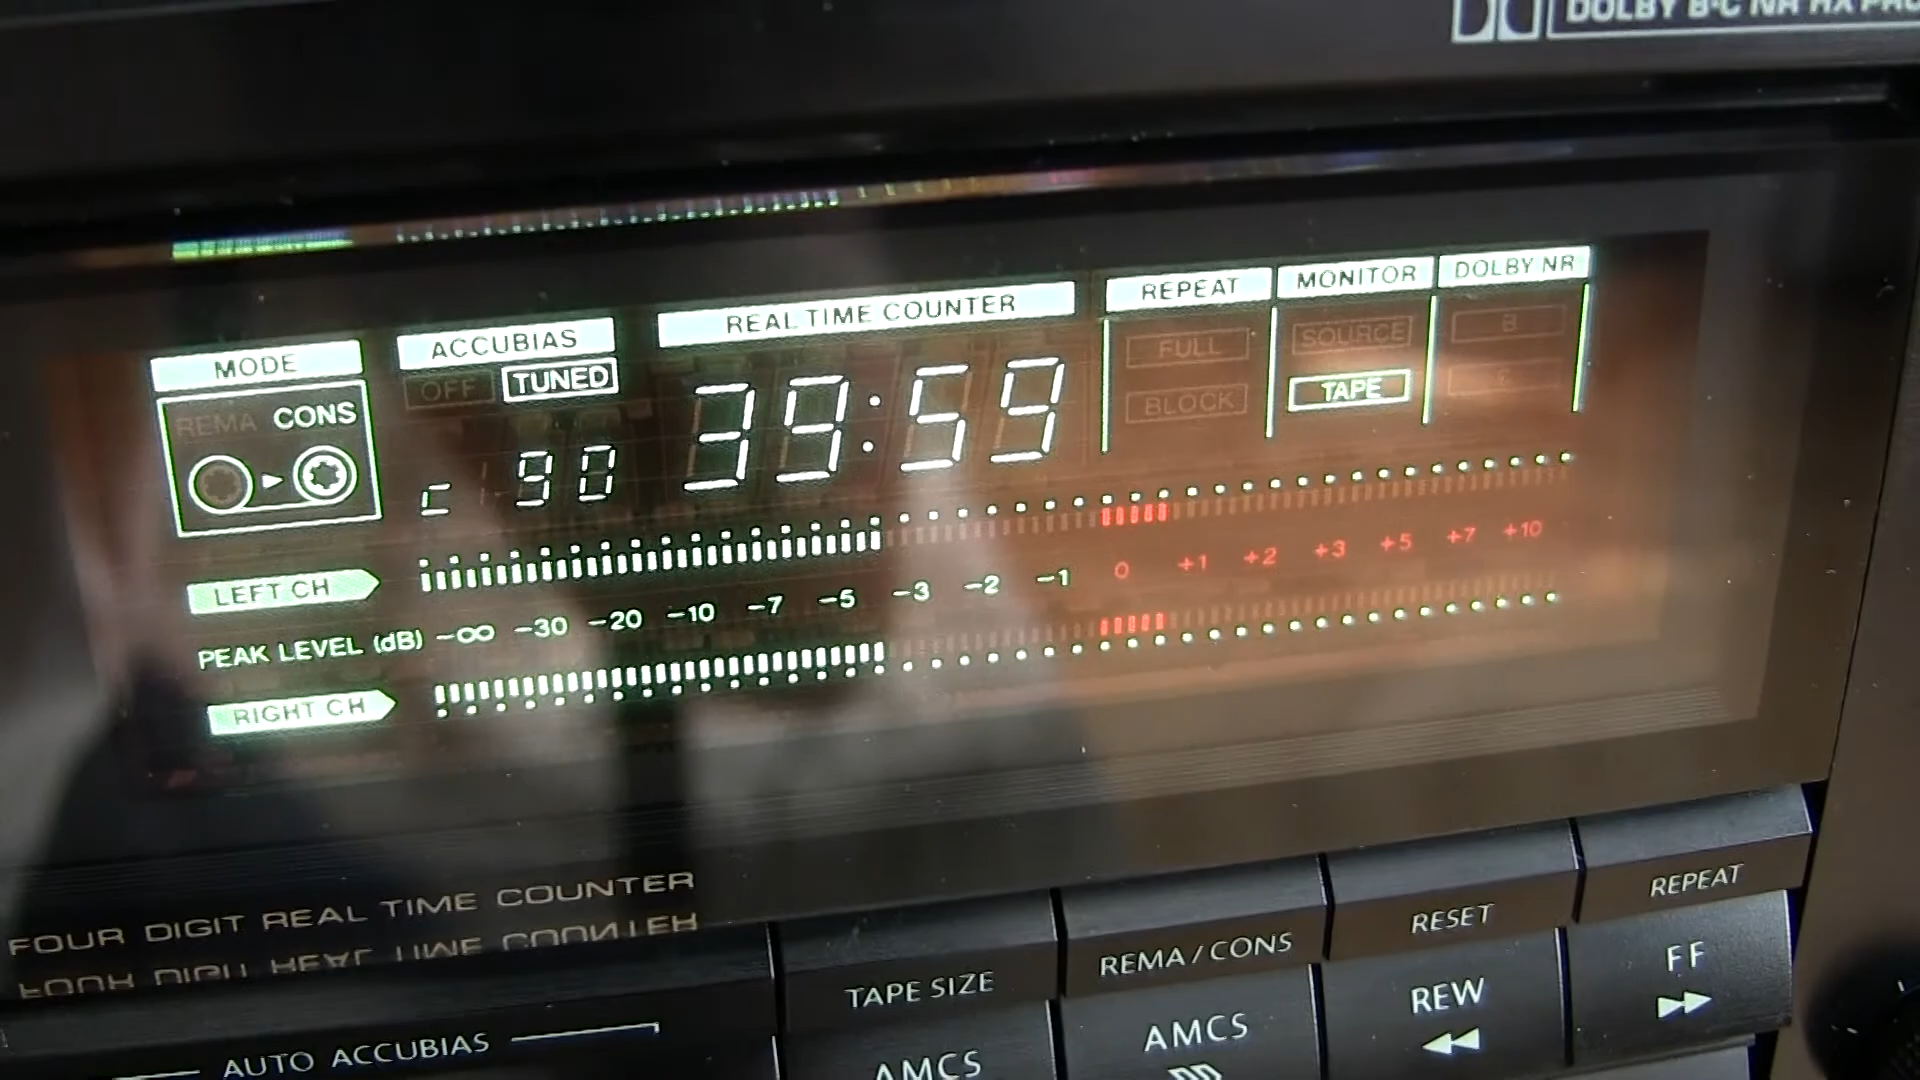 DOLBY B·C NR HX PRO
MODE
ACCUBIAS
REAL TIME COUNTER
REPEAT
MONITOR
DOLBY NR
REMA CONS
OFF TUNED
39:59
FULL
SOURCE
B
BLOCK
TAPE
C
C 90
LEFT CH
PEAK LEVEL (dB) -∞ -30 -20 -10 -7 -5 -3 -2 -1 0 +1 +2 +3 +5 +7 +10
RIGHT CH
FOUR DIGIT REAL TIME COUNTER
TAPE SIZE
REMA / CONS
RESET
REPEAT
AUTO ACCUBIAS
AMCS
AMCS
REW
FF